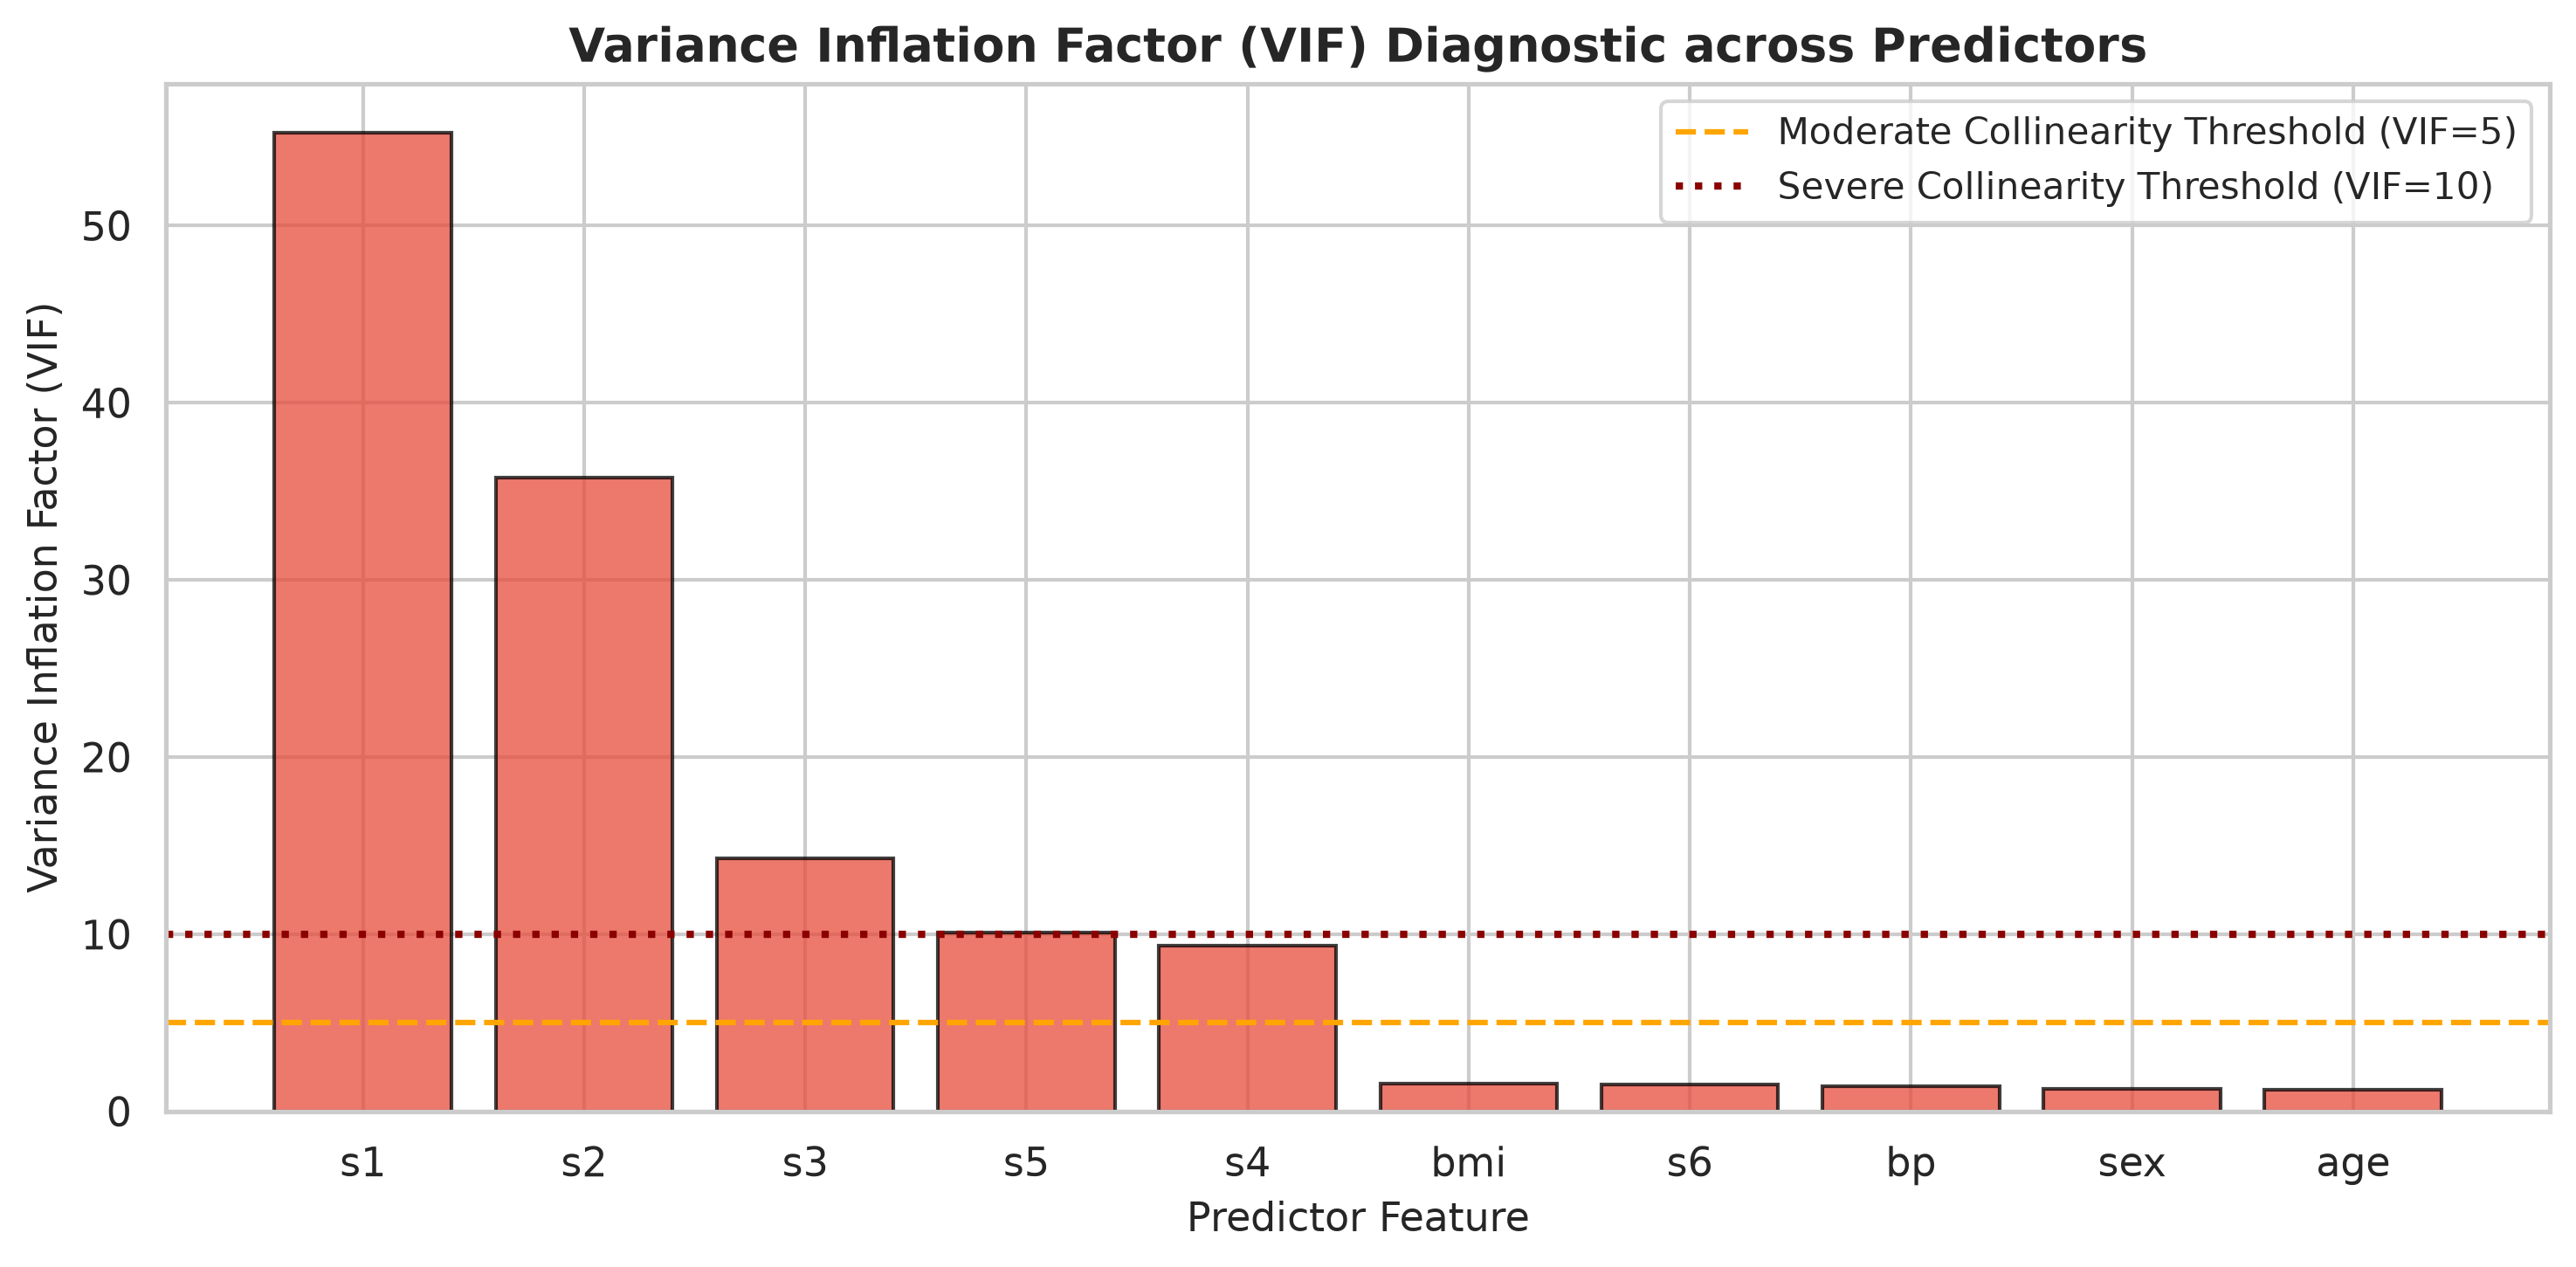 Variance Inflation Factor (VIF) Diagnostic across Predictors
Moderate Collinearity Threshold (VIF=5)
Severe Collinearity Threshold (VIF=10)
Variance Inflation Factor (VIF)
50
40
30
20
10
0
s1 s2 s3 s5 s4 bmi s6 bp sex age
Predictor Feature